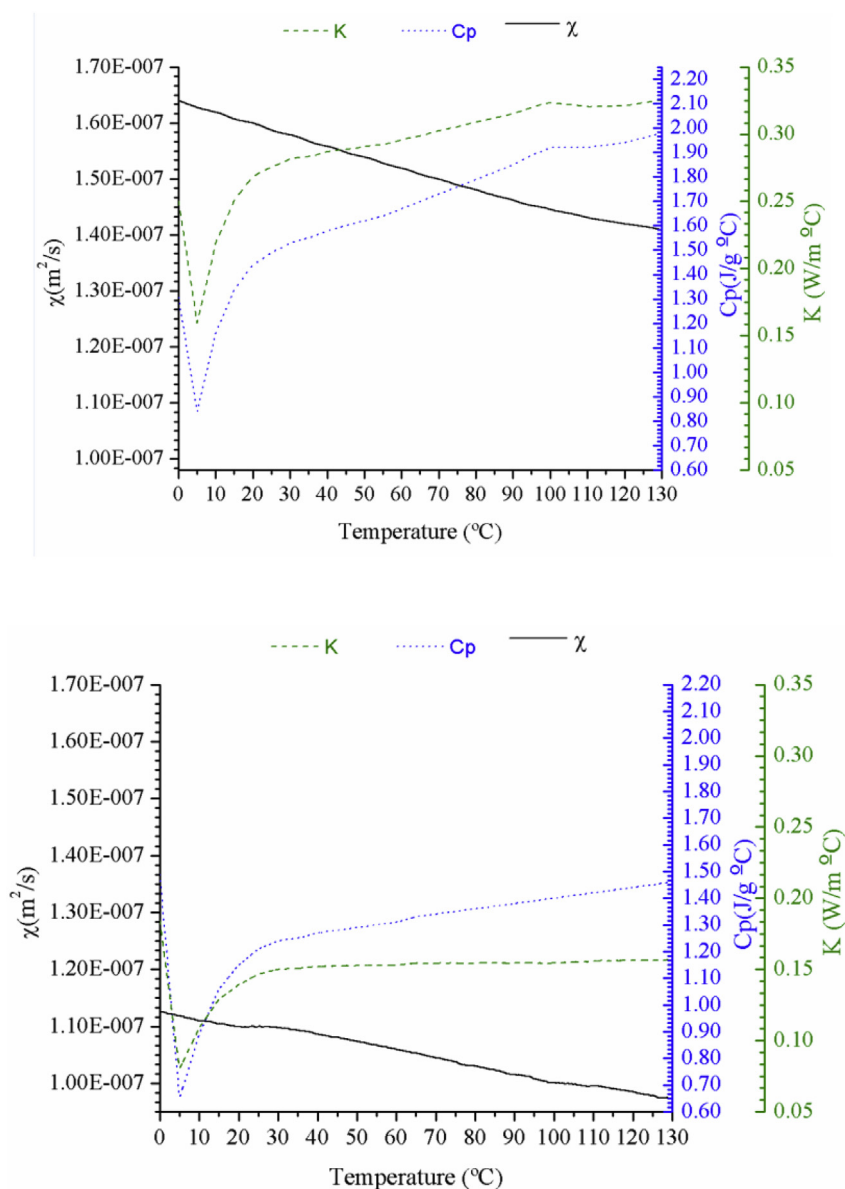 K Cp χ
1.70E-007
1.60E-007
1.50E-007
1.40E-007
1.30E-007
1.20E-007
1.10E-007
1.00E-007
χ(m²/s)
0 10 20 30 40 50 60 70 80 90 100 110 120 130
Temperature (ºC)
2.20
2.10
2.00
1.90
1.80
1.70
1.60
1.50
1.40
1.30
1.20
1.10
1.00
0.90
0.80
0.70
0.60
Cp(J/g ºC)
0.35
0.30
0.25
0.20
0.15
0.10
0.05
K (W/m ºC)
K Cp χ
1.70E-007
1.60E-007
1.50E-007
1.40E-007
1.30E-007
1.20E-007
1.10E-007
1.00E-007
χ(m²/s)
0 10 20 30 40 50 60 70 80 90 100 110 120 130
Temperature (ºC)
2.20
2.10
2.00
1.90
1.80
1.70
1.60
1.50
1.40
1.30
1.20
1.10
1.00
0.90
0.80
0.70
0.60
Cp(J/g ºC)
0.35
0.30
0.25
0.20
0.15
0.10
0.05
K (W/m ºC)